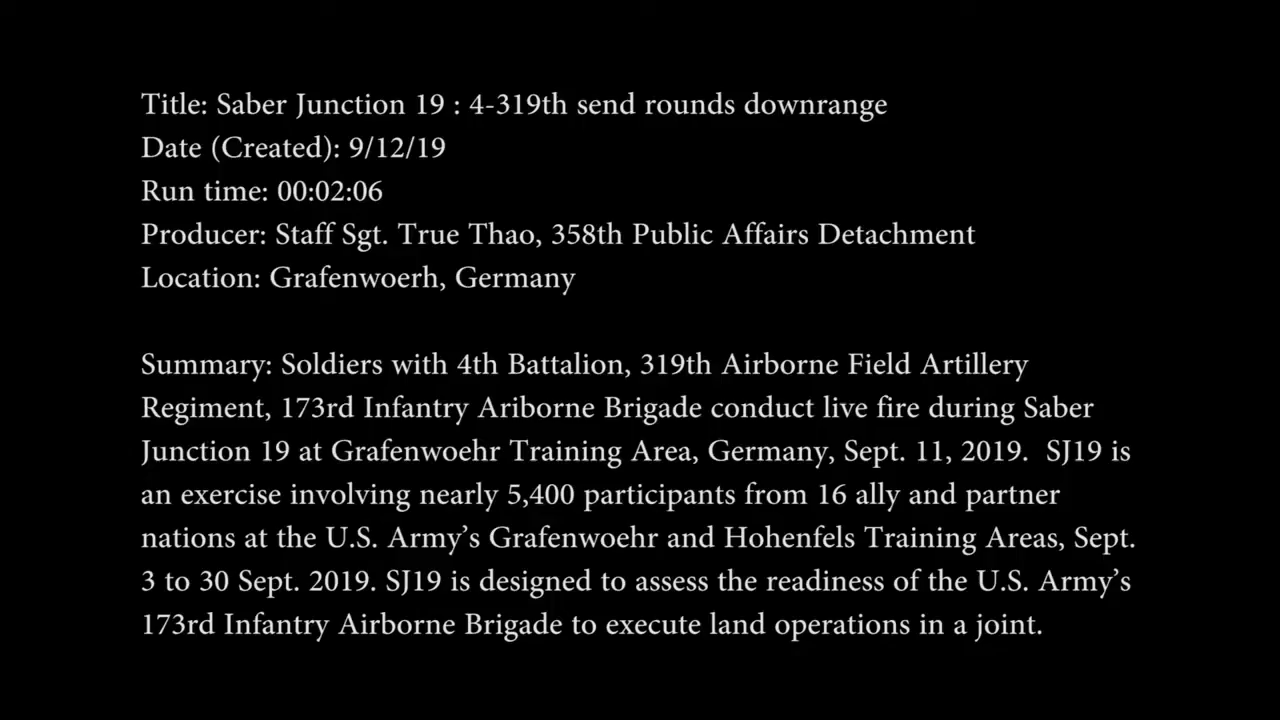 Title: Saber Junction 19 : 4-319th send rounds downrange
Date (Created): 9/12/19
Run time: 00:02:06
Producer: Staff Sgt. True Thao, 358th Public Affairs Detachment
Location: Grafenwoerh, Germany
Summary: Soldiers with 4th Battalion, 319th Airborne Field Artillery
Regiment, 173rd Infantry Ariborne Brigade conduct live fire during Saber
Junction 19 at Grafenwoehr Training Area, Germany, Sept. 11, 2019.  SJ19 is
an exercise involving nearly 5,400 participants from 16 ally and partner
nations at the U.S. Army’s Grafenwoehr and Hohenfels Training Areas, Sept.
3 to 30 Sept. 2019. SJ19 is designed to assess the readiness of the U.S. Army’s
173rd Infantry Airborne Brigade to execute land operations in a joint.